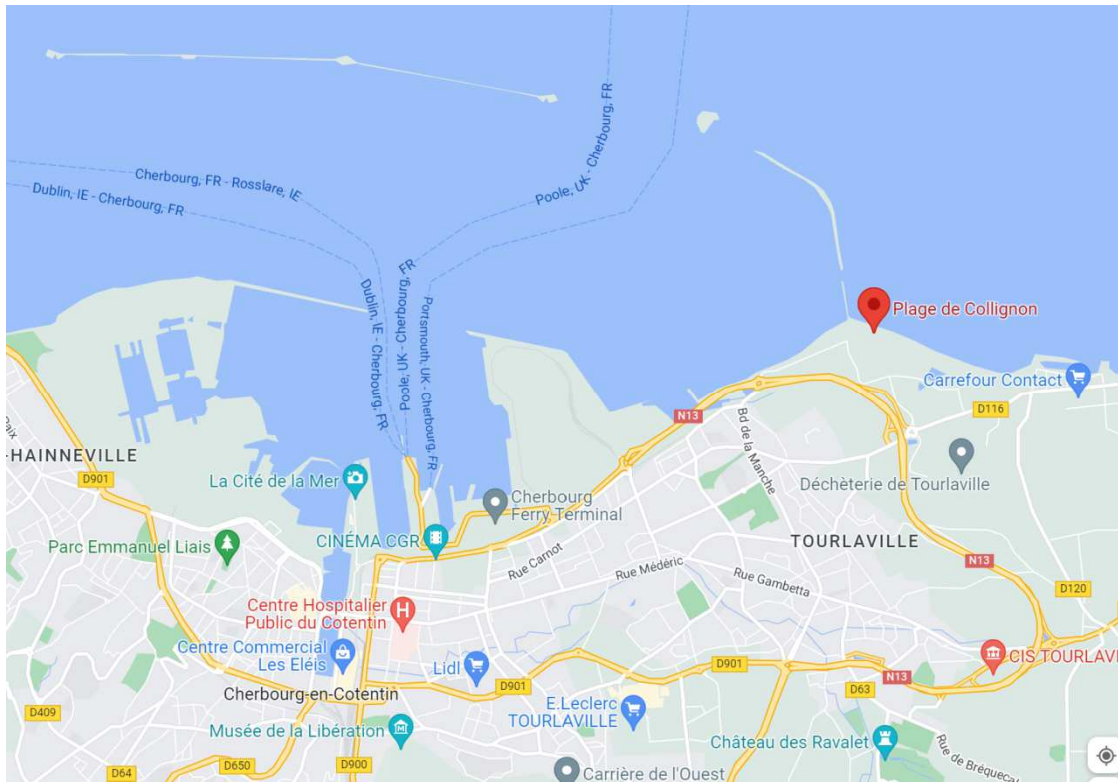 Cherbourg, FR - Rosslare, IE
Dublin, IE - Cherbourg, FR
Poole, UK - Cherbourg, FR
Dublin, IE - Cherbourg, FR
Poole, UK - Cherbourg, FR
Portsmouth, UK - Cherbourg, FR
Plage de Collignon
Carrefour Contact
N13
D116
Bd de la Manche
-HAINNEVILLE
D901
La Cité de la Mer
Cherbourg
Ferry Terminal
Déchèterie de Tourlaville
CINÉMA CGR
TOURLAVILLE
Parc Emmanuel Liais
Rue Carnot
Rue Médéric
Rue Gambetta
N13
D120
Centre Hospitalier
Public du Cotentin
Centre Commercial
Les Eléis
Lidl
D901
D901
N13
CIS TOURLAVI
Cherbourg-en-Cotentin
D63
D409
E.Leclerc
TOURLAVILLE
Musée de la Libération
Château des Ravalet
Rue de Bréquecal
D64
D650
D900
Carrière de l'Ouest